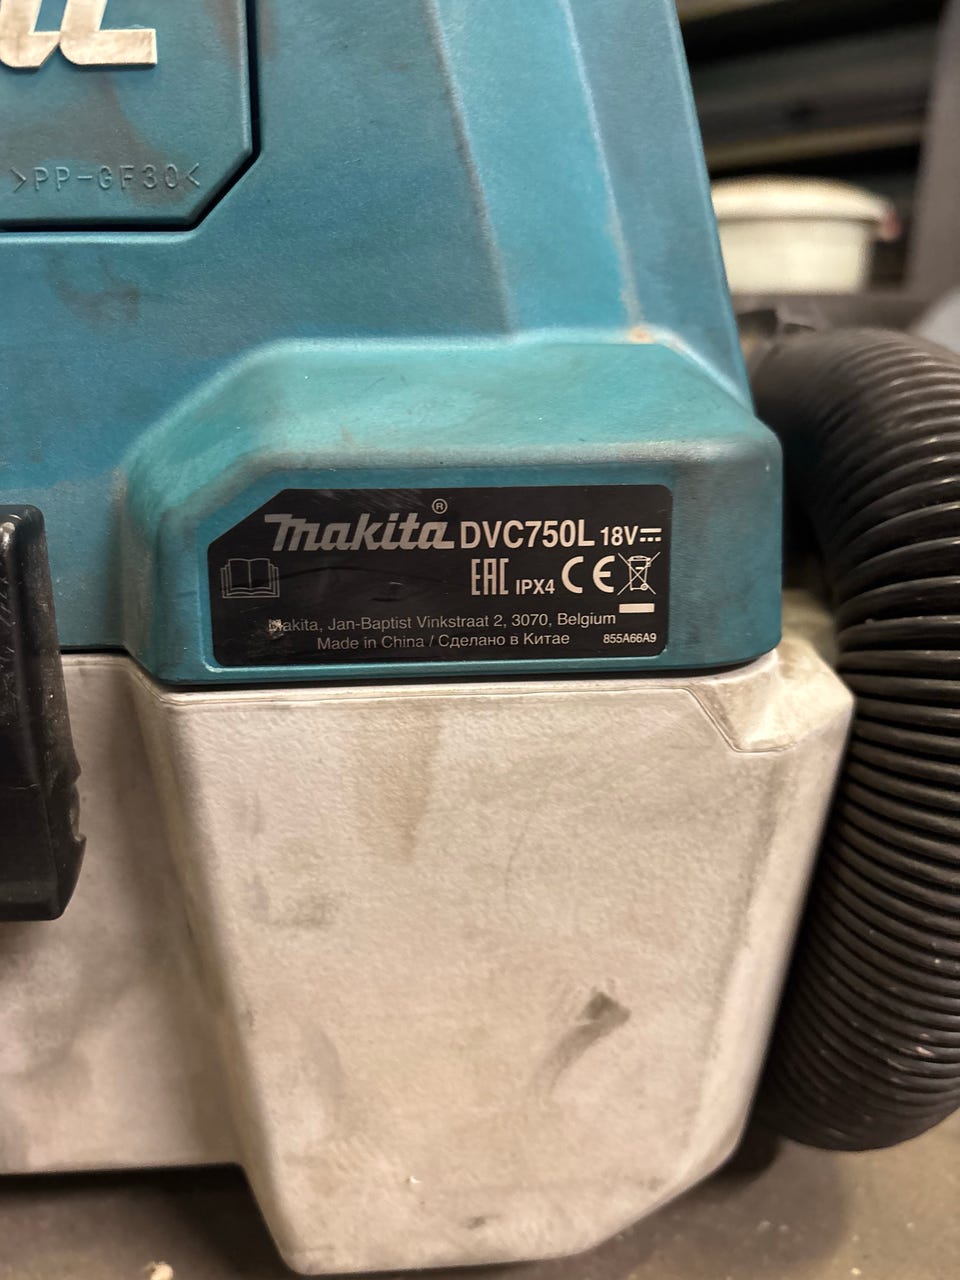 >PP-GF30<
makita® DVC750L 18V⎓
EAC IPX4 CE
Makita, Jan-Baptist Vinkstraat 2, 3070, Belgium
Made in China / Сделано в Китае 855A66A9